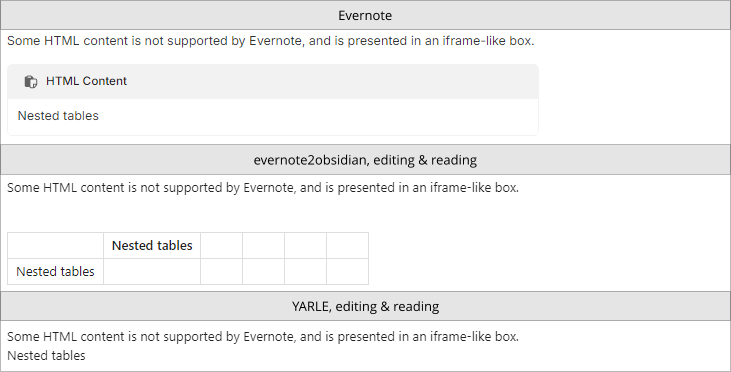 Evernote
Some HTML content is not supported by Evernote, and is presented in an iframe-like box.
HTML Content
Nested tables
evernote2obsidian, editing & reading
Some HTML content is not supported by Evernote, and is presented in an iframe-like box.
Nested tables
Nested tables
YARLE, editing & reading
Some HTML content is not supported by Evernote, and is presented in an iframe-like box.
Nested tables